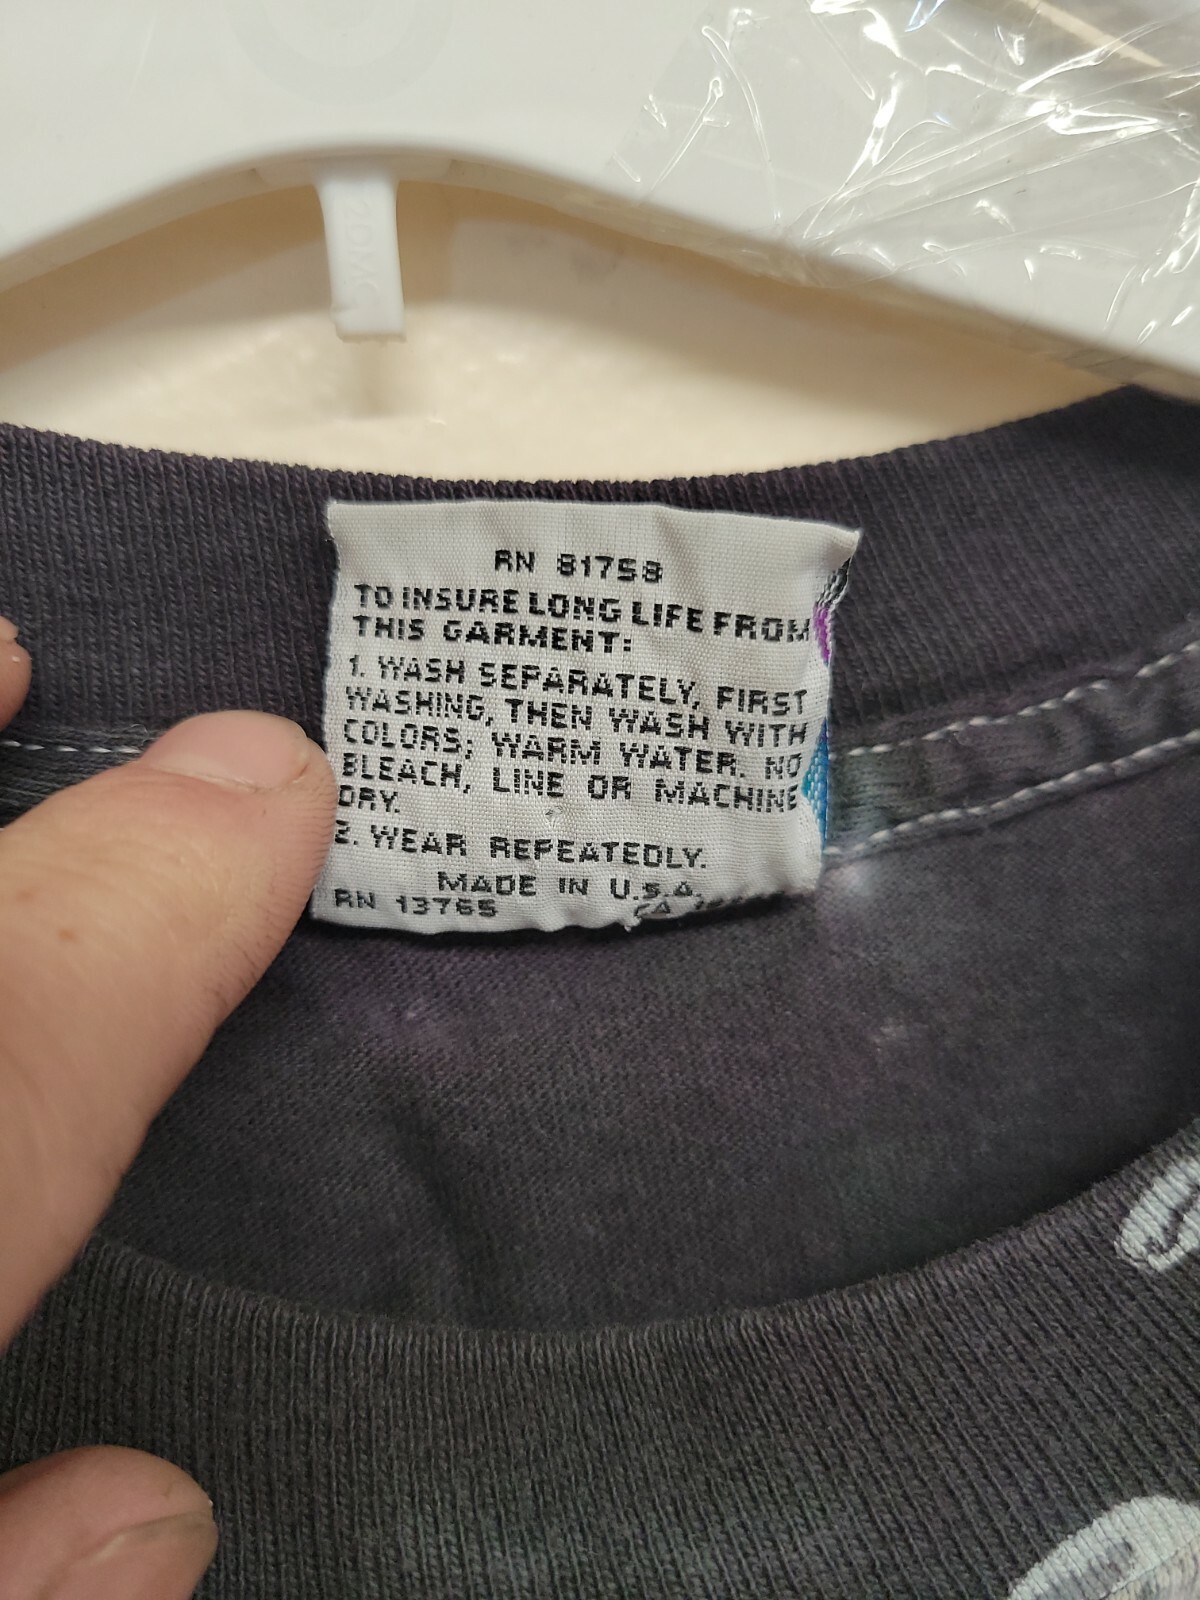 RN 81758
TO INSURE LONG LIFE FROM
THIS GARMENT:
1. WASH SEPARATELY, FIRST
WASHING, THEN WASH WITH
COLORS; WARM WATER. NO
BLEACH, LINE OR MACHINE
DRY.
2. WEAR REPEATEDLY.
MADE IN U.S.A.
RN 13765 CA